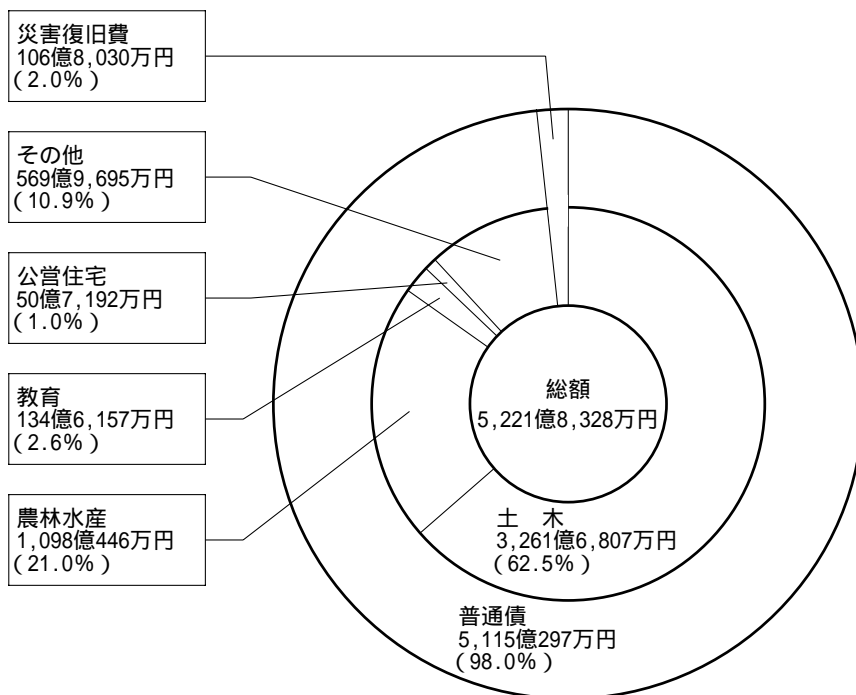 災害復旧費
106億8,030万円
(2.0%)
その他
569億9,695万円
(10.9%)
公営住宅
50億7,192万円
(1.0%)
教育
134億6,157万円
(2.6%)
農林水産
1,098億446万円
(21.0%)
総額
5,221億8,328万円
土　木
3,261億6,807万円
(62.5%)
普通債
5,115億297万円
(98.0%)